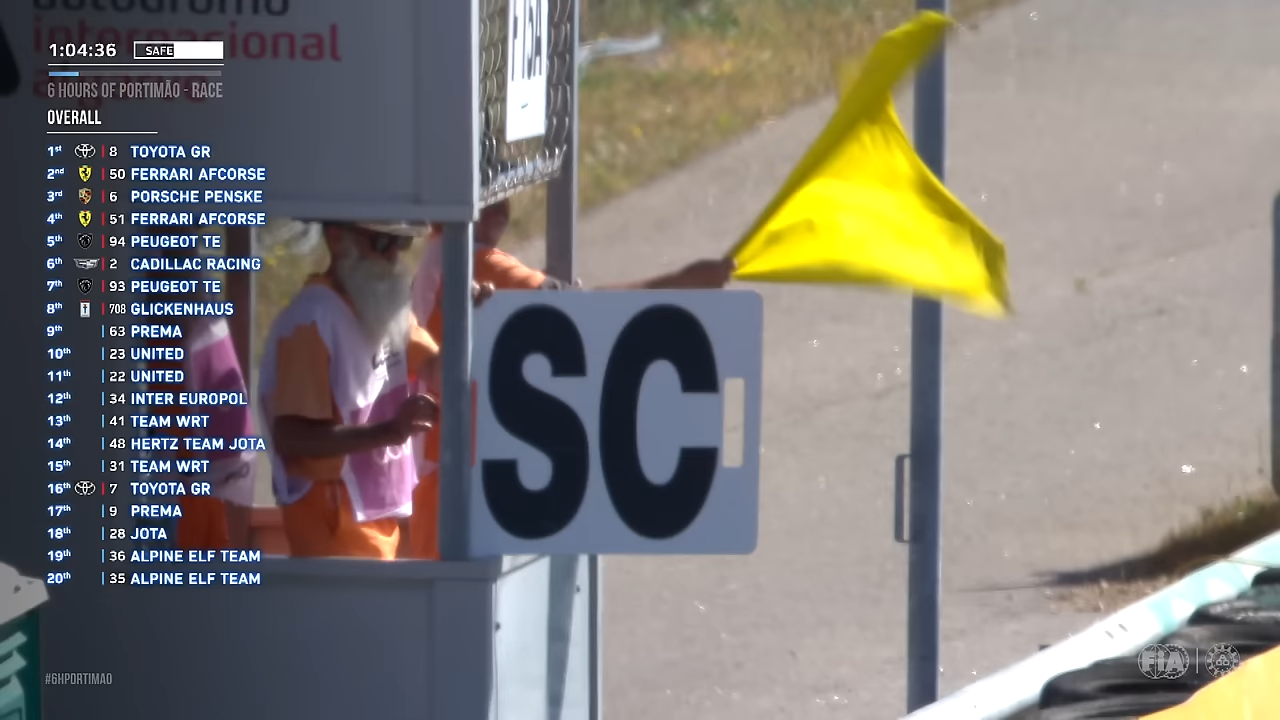 autodromo
internacional
1:04:36 SAFE
6 HOURS OF PORTIMÃO - RACE
OVERALL
1st 8 TOYOTA GR
2nd 50 FERRARI AFCORSE
3rd 6 PORSCHE PENSKE
4th 51 FERRARI AFCORSE
5th 94 PEUGEOT TE
6th 2 CADILLAC RACING
7th 93 PEUGEOT TE
8th 708 GLICKENHAUS
9th 63 PREMA
10th 23 UNITED
11th 22 UNITED
12th 34 INTER EUROPOL
13th 41 TEAM WRT
14th 48 HERTZ TEAM JOTA
15th 31 TEAM WRT
16th 7 TOYOTA GR
17th 9 PREMA
18th 28 JOTA
19th 36 ALPINE ELF TEAM
20th 35 ALPINE ELF TEAM
SC
#6HPORTIMAO
FIA